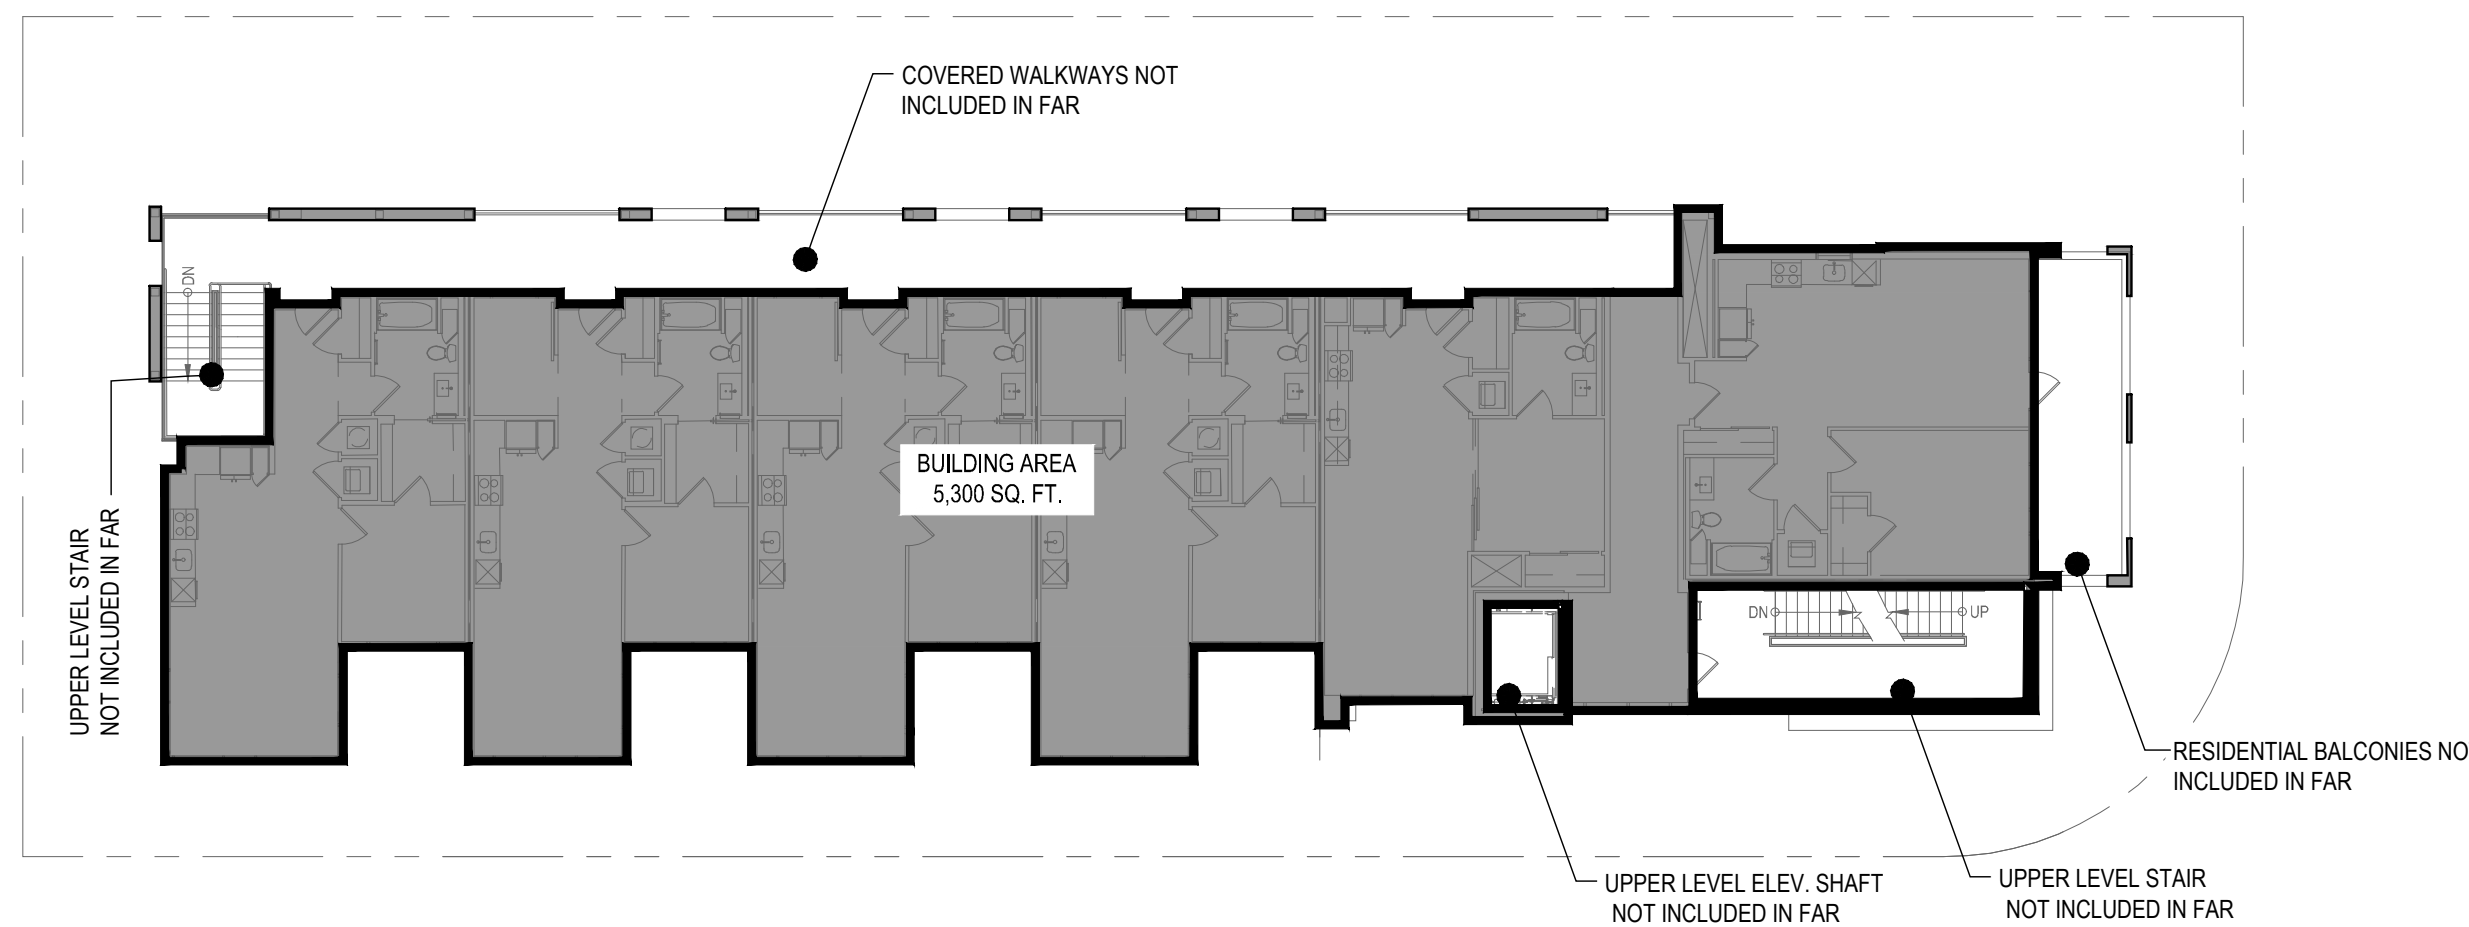 COVERED WALKWAYS NOT
INCLUDED IN FAR
DN
UPPER LEVEL STAIR
NOT INCLUDED IN FAR
BUILDING AREA
5,300 SQ. FT.
DN
UP
RESIDENTIAL BALCONIES NO
INCLUDED IN FAR
UPPER LEVEL ELEV. SHAFT
NOT INCLUDED IN FAR
UPPER LEVEL STAIR
NOT INCLUDED IN FAR